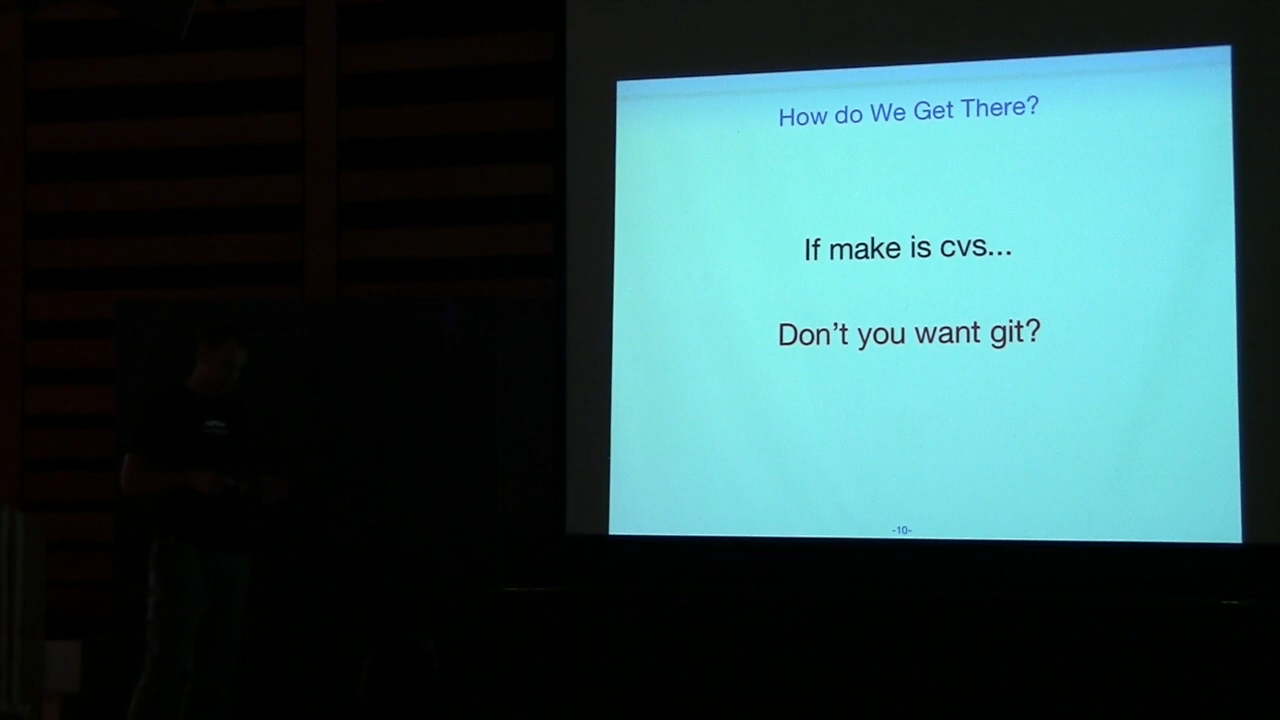 How do We Get There?
If make is cvs...
Don't you want git?
-10-